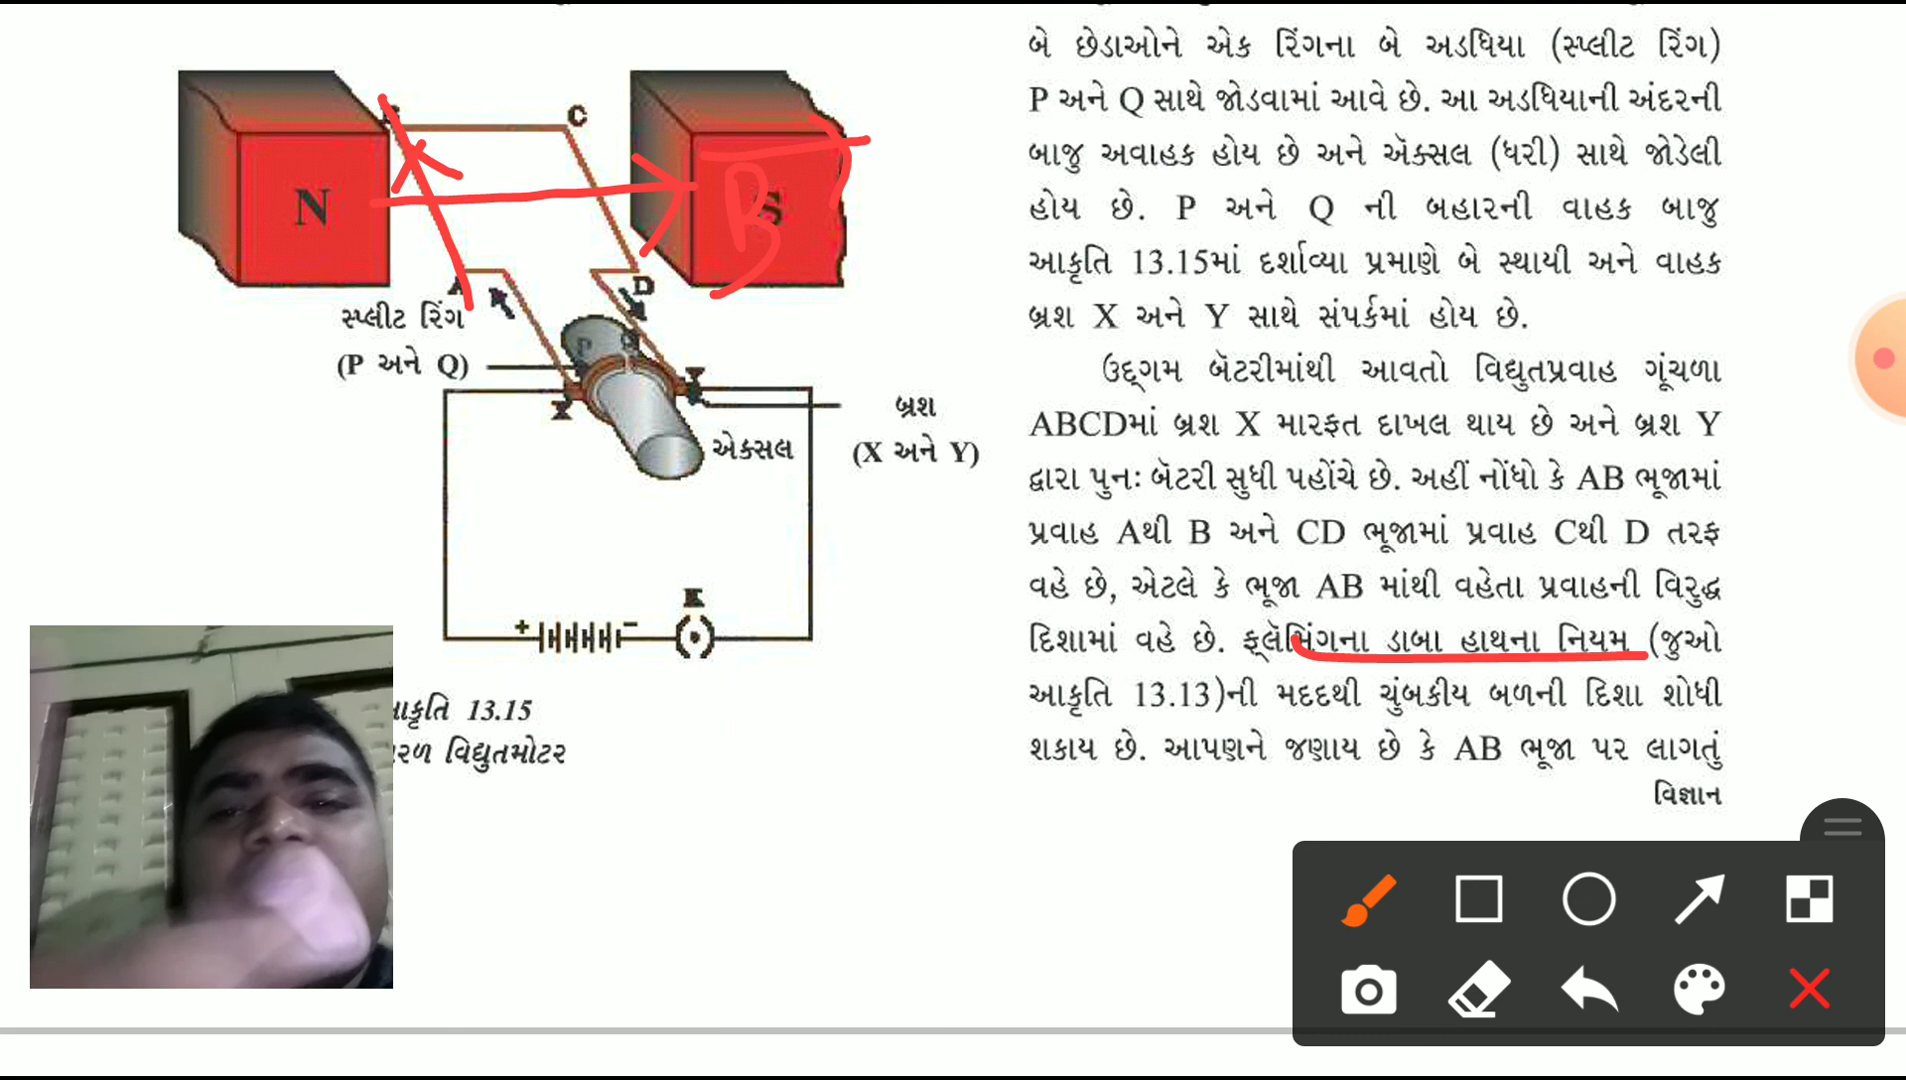 બે છેડાઓને એક રિંગના બે અડધિયા (સ્પ્લીટ રિંગ)
P અને Q સાથે જોડવામાં આવે છે. આ અડધિયાની અંદરની
બાજુ અવાહક હોય છે અને ઍક્સલ (ધરી) સાથે જોડેલી
હોય છે. P અને Q ની બહારની વાહક બાજુ
આકૃતિ 13.15માં દર્શાવ્યા પ્રમાણે બે સ્થાયી અને વાહક
બ્રશ X અને Y સાથે સંપર્કમાં હોય છે.
ઉદ્ગમ બૅટરીમાંથી આવતો વિદ્યુતપ્રવાહ ગૂંચળા
ABCDમાં બ્રશ X મારફત દાખલ થાય છે અને બ્રશ Y
દ્વારા પુનઃ બૅટરી સુધી પહોંચે છે. અહીં નોંધો કે AB ભૂજામાં
પ્રવાહ Aથી B અને CD ભૂજામાં પ્રવાહ Cથી D તરફ
વહે છે, એટલે કે ભૂજા AB માંથી વહેતા પ્રવાહની વિરુદ્ધ
દિશામાં વહે છે. ફ્લૅમિંગના ડાબા હાથના નિયમ (જુઓ
આકૃતિ 13.13)ની મદદથી ચુંબકીય બળની દિશા શોધી
શકાય છે. આપણને જણાય છે કે AB ભૂજા પર લાગતું
વિજ્ઞાન
C
N
B
S
A
D
સ્પ્લીટ રિંગ
(P અને Q)
P
Q
X
Y
બ્રશ
(X અને Y)
એક્સલ
+
−
K
આકૃતિ 13.15
વિદ્યુતમોટર